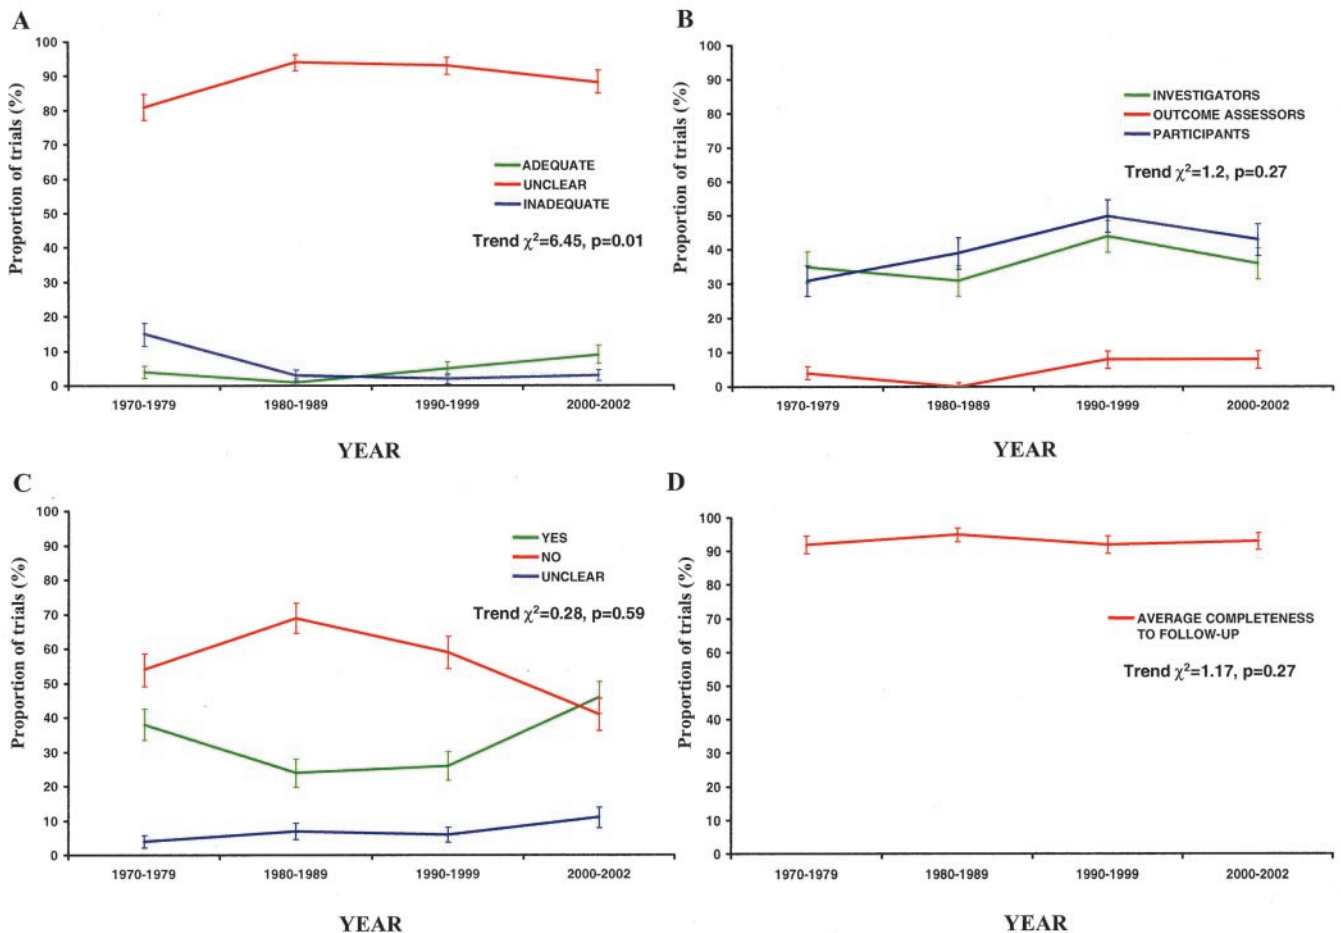 A
Proportion of trials (%)
100
90
80
70
60
50
40
30
20
10
0
ADEQUATE
UNCLEAR
INADEQUATE
Trend χ²=6.45, p=0.01
1970-1979 1980-1989 1990-1999 2000-2002
YEAR
B
Proportion of trials (%)
100
90
80
70
60
50
40
30
20
10
0
INVESTIGATORS
OUTCOME ASSESSORS
PARTICIPANTS
Trend χ²=1.2, p=0.27
1970-1979 1980-1989 1990-1999 2000-2002
YEAR
C
Proportion of trials (%)
100
90
80
70
60
50
40
30
20
10
0
YES
NO
UNCLEAR
Trend χ²=0.28, p=0.59
1970-1979 1980-1989 1990-1999 2000-2002
YEAR
D
Proportion of trials (%)
100
90
80
70
60
50
40
30
20
10
0
AVERAGE COMPLETENESS
TO FOLLOW-UP
Trend χ²=1.17, p=0.27
1970-1979 1980-1989 1990-1999 2000-2002
YEAR